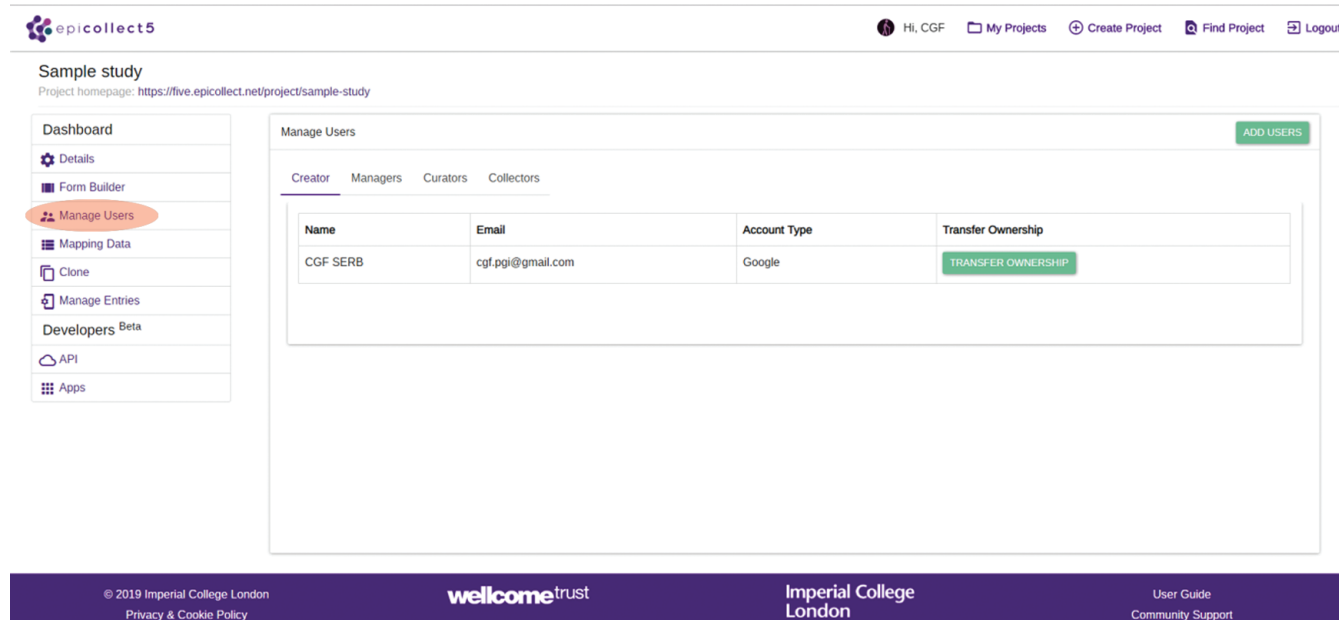 epicollect5
Hi, CGF My Projects Create Project Find Project Logout
Sample study
Project homepage: https://five.epicollect.net/project/sample-study
Dashboard
Details
Form Builder
Manage Users
Mapping Data
Clone
Manage Entries
Developers Beta
API
Apps
Manage Users
ADD USERS
Creator Managers Curators Collectors
Name Email Account Type Transfer Ownership
CGF SERB cgf.pgi@gmail.com Google TRANSFER OWNERSHIP
© 2019 Imperial College London
Privacy & Cookie Policy
wellcometrust
Imperial College
London
User Guide
Community Support